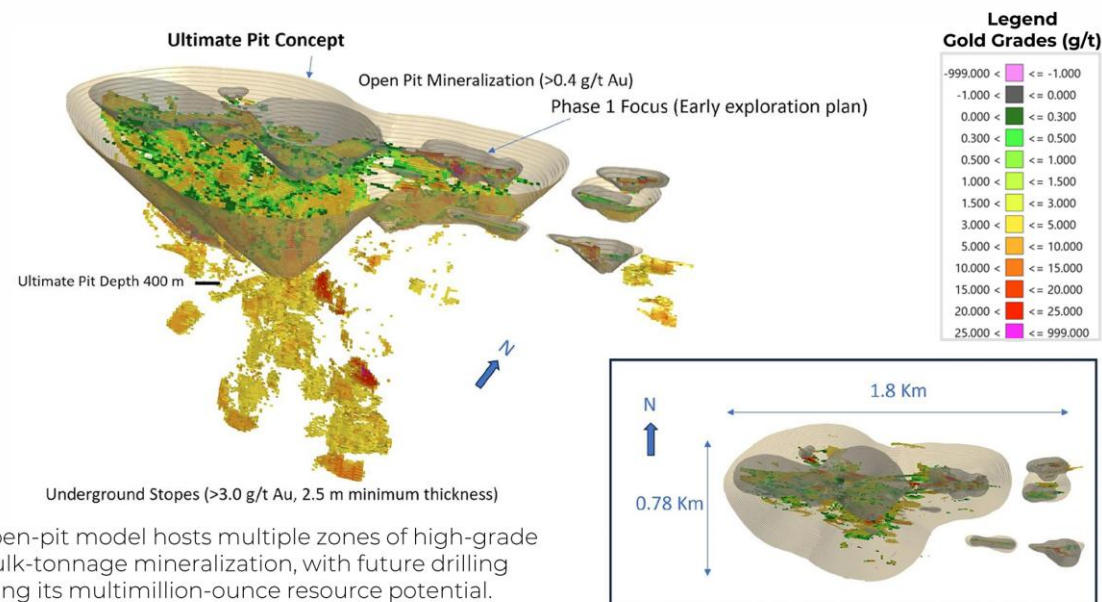 Legend
Gold Grades (g/t)
Ultimate Pit Concept
Open Pit Mineralization (>0.4 g/t Au)
Phase 1 Focus (Early exploration plan)
-999.000 < <= -1.000
-1.000 < <= 0.000
0.000 < <= 0.300
0.300 < <= 0.500
0.500 < <= 1.000
1.000 < <= 1.500
1.500 < <= 3.000
3.000 < <= 5.000
5.000 < <= 10.000
10.000 < <= 15.000
15.000 < <= 20.000
20.000 < <= 25.000
25.000 < <= 999.000
Ultimate Pit Depth 400 m
N
Underground Stopes (>3.0 g/t Au, 2.5 m minimum thickness)
1.8 Km
N
0.78 Km
pen-pit model hosts multiple zones of high-grade
ulk-tonnage mineralization, with future drilling
ng its multimillion-ounce resource potential.